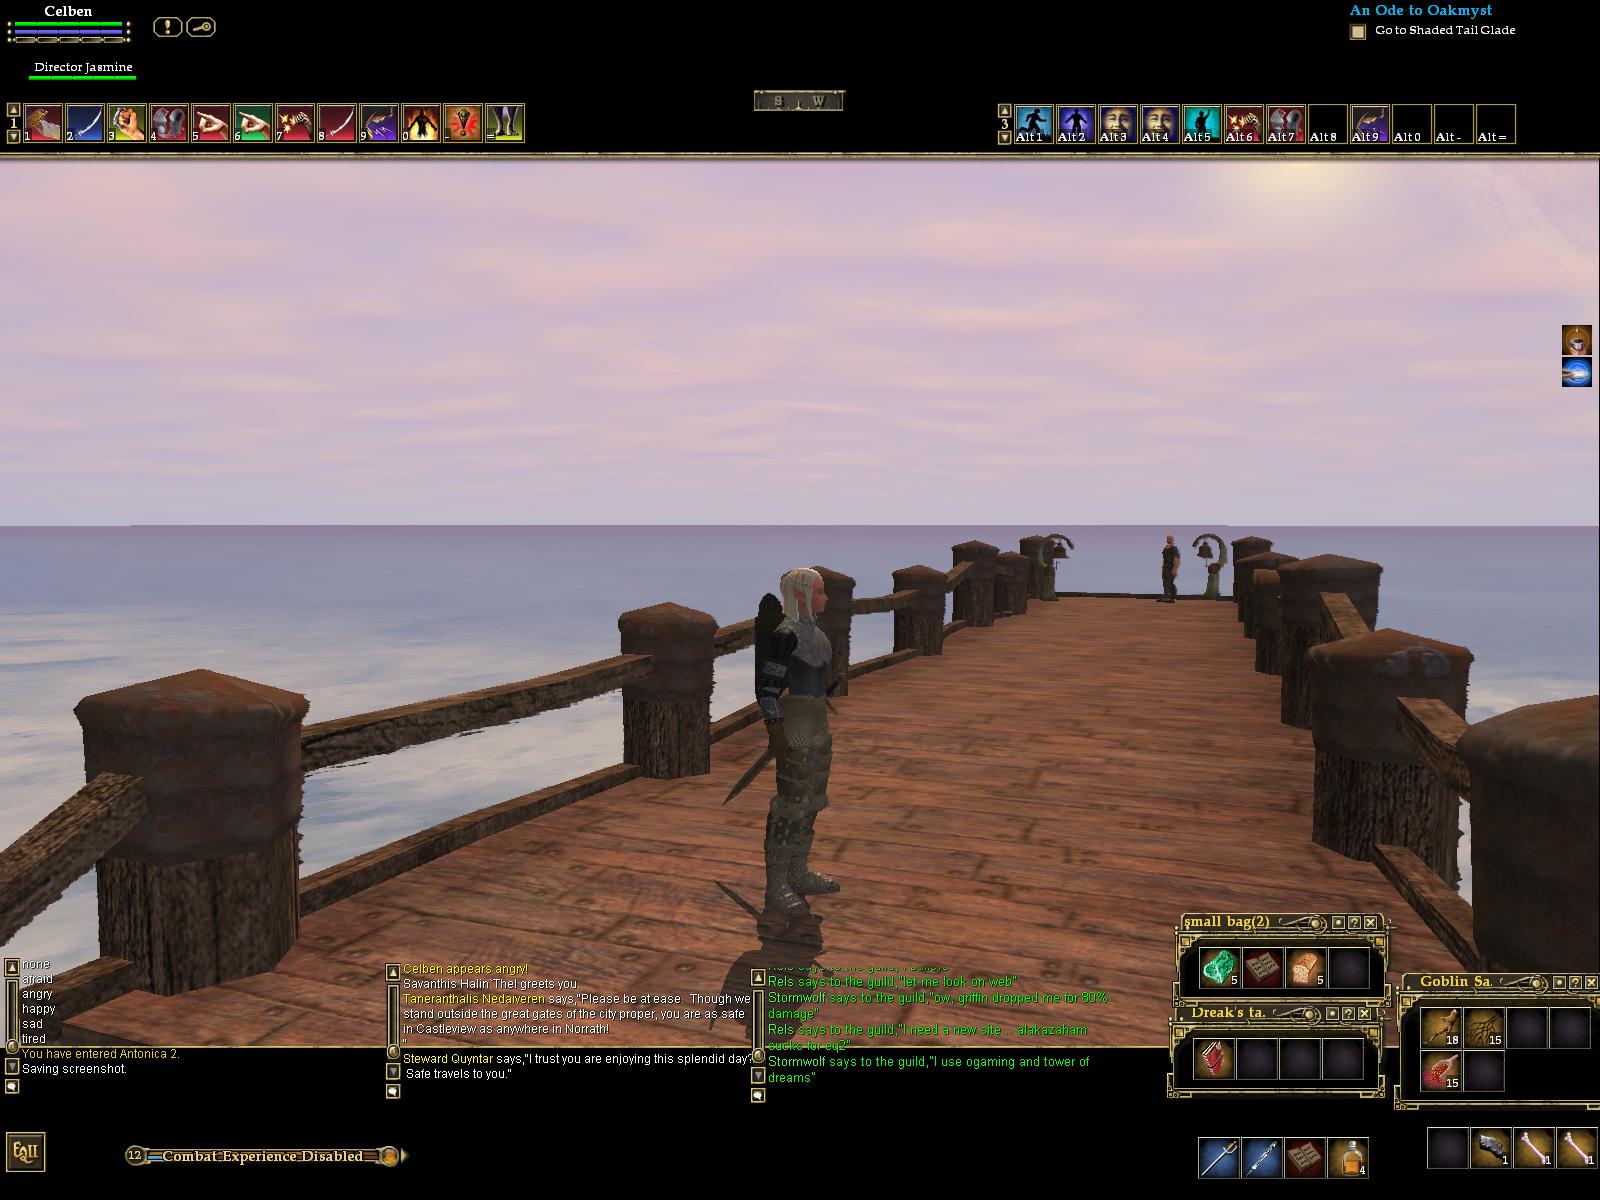 Celben
Director Jasmine
An Ode to Oakmyst
Go to Shaded Tail Glade
S W
1
1 2 3 4 5 6 7 8 9 0 - =
3
Alt1 Alt2 Alt3 Alt4 Alt5 Alt6 Alt7 Alt8 Alt9 Alt0 Alt- Alt=
none
afraid
angry
happy
sad
tired
You have entered Antonica 2.
Saving screenshot.
Celben appears angry!
Savanthis Halin`Thel greets you.
Taneranthalis Nedaiveren says,"Please be at ease.  Though we
stand outside the great gates of the city proper, you are as safe
in Castleview as anywhere in Norrath!
"
Steward Quyntar says,"I trust you are enjoying this splendid day?
Safe travels to you."
Rels says to the guild,
Rels says to the guild,"let me look on web"
Stormwolf says to the guild,"ow, griffin dropped me for 80%
damage"
Rels says to the guild,"I need a new site ... alakazaham
sucks for eq2"
Stormwolf says to the guild,"I use ogaming and tower of
dreams"
small bag(2)
5 5
Dreak's ta.
Goblin Sa.
18 15
15
EQII
12 Combat Experience Disabled
4
1 1 1